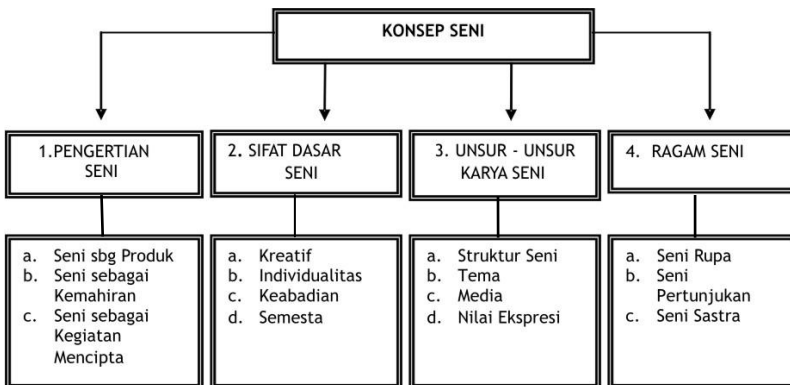 KONSEP SENI
1.PENGERTIAN
SENI
2. SIFAT DASAR
SENI
3. UNSUR - UNSUR
KARYA SENI
4. RAGAM SENI
a. Seni sbg Produk
b. Seni sebagai
Kemahiran
c. Seni sebagai
Kegiatan
Mencipta
a. Kreatif
b. Individualitas
c. Keabadian
d. Semesta
a. Struktur Seni
b. Tema
c. Media
d. Nilai Ekspresi
a. Seni Rupa
b. Seni
Pertunjukan
c. Seni Sastra